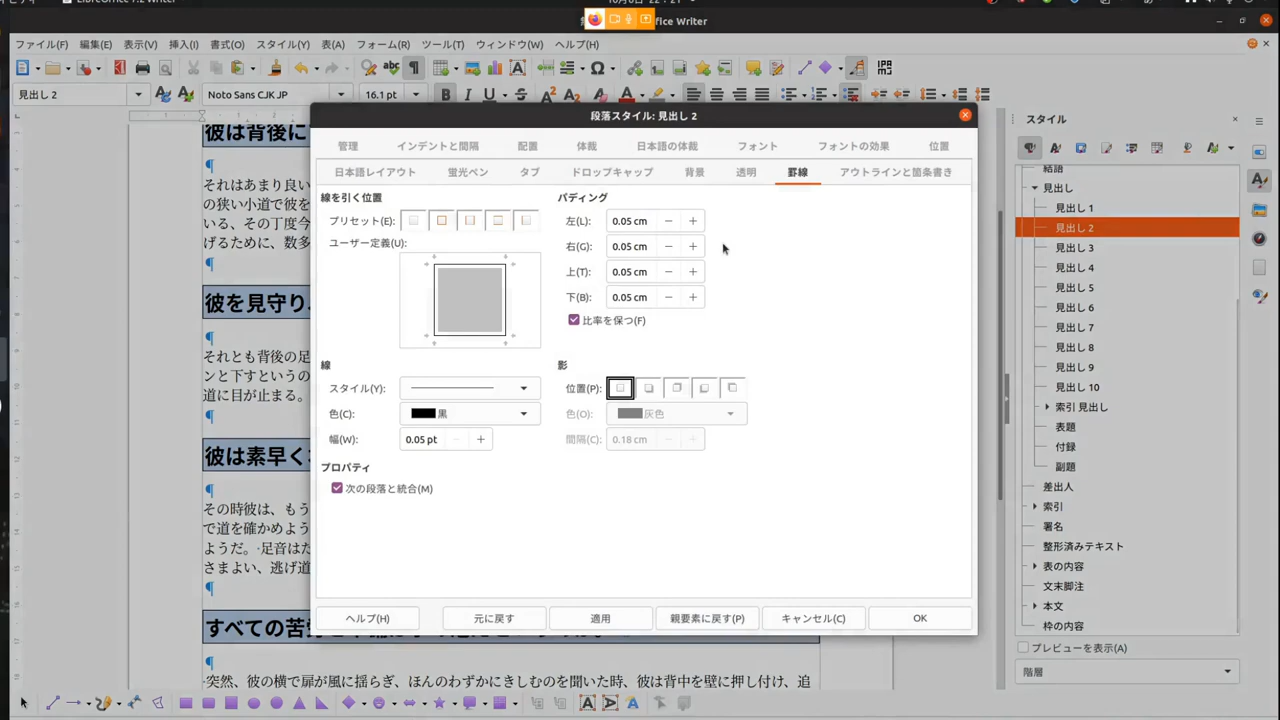 ffice Writer
ファイル(F) 編集(E) 表示(V) 挿入(I) 書式(O) スタイル(Y) 表(A) フォーム(R) ツール(T) ウィンドウ(W) ヘルプ(H)
見出し 2 Noto Sans CJK JP 16.1 pt
段落スタイル: 見出し 2
管理 インデントと間隔 配置 体裁 日本語の体裁 フォント フォントの効果 位置
日本語レイアウト 蛍光ペン タブ ドロップキャップ 背景 透明 罫線 アウトラインと箇条書き
線を引く位置
プリセット(E):
ユーザー定義(U):
パディング
左(L): 0.05 cm
右(G): 0.05 cm
上(T): 0.05 cm
下(B): 0.05 cm
比率を保つ(F)
線
スタイル(Y):
色(C): 黒
幅(W): 0.05 pt
影
位置(P):
色(O): 灰色
間隔(C): 0.18 cm
プロパティ
次の段落と統合(M)
ヘルプ(H) 元に戻す 適用 親要素に戻す(P) キャンセル(C) OK
彼は背後に
それはあまり良い
の狭い小道で彼を
いる、その丁度今
げるために、数多
彼を見守り
それとも背後の足
ンと下すというの
道に目が止まる。
彼は素早く
その時彼は、もう
で道を確かめよう
ようだ。足音はた
さまよい、逃げ道
突然、彼の横で扉が風に揺らぎ、ほんのわずかにきしむのを聞いた時、彼は背中を壁に押し付け、追
スタイル
結語
見出し
見出し 1
見出し 2
見出し 3
見出し 4
見出し 5
見出し 6
見出し 7
見出し 8
見出し 9
見出し 10
索引 見出し
表題
付録
副題
差出人
索引
署名
整形済みテキスト
表の内容
文末脚注
本文
枠の内容
プレビューを表示(A)
階層